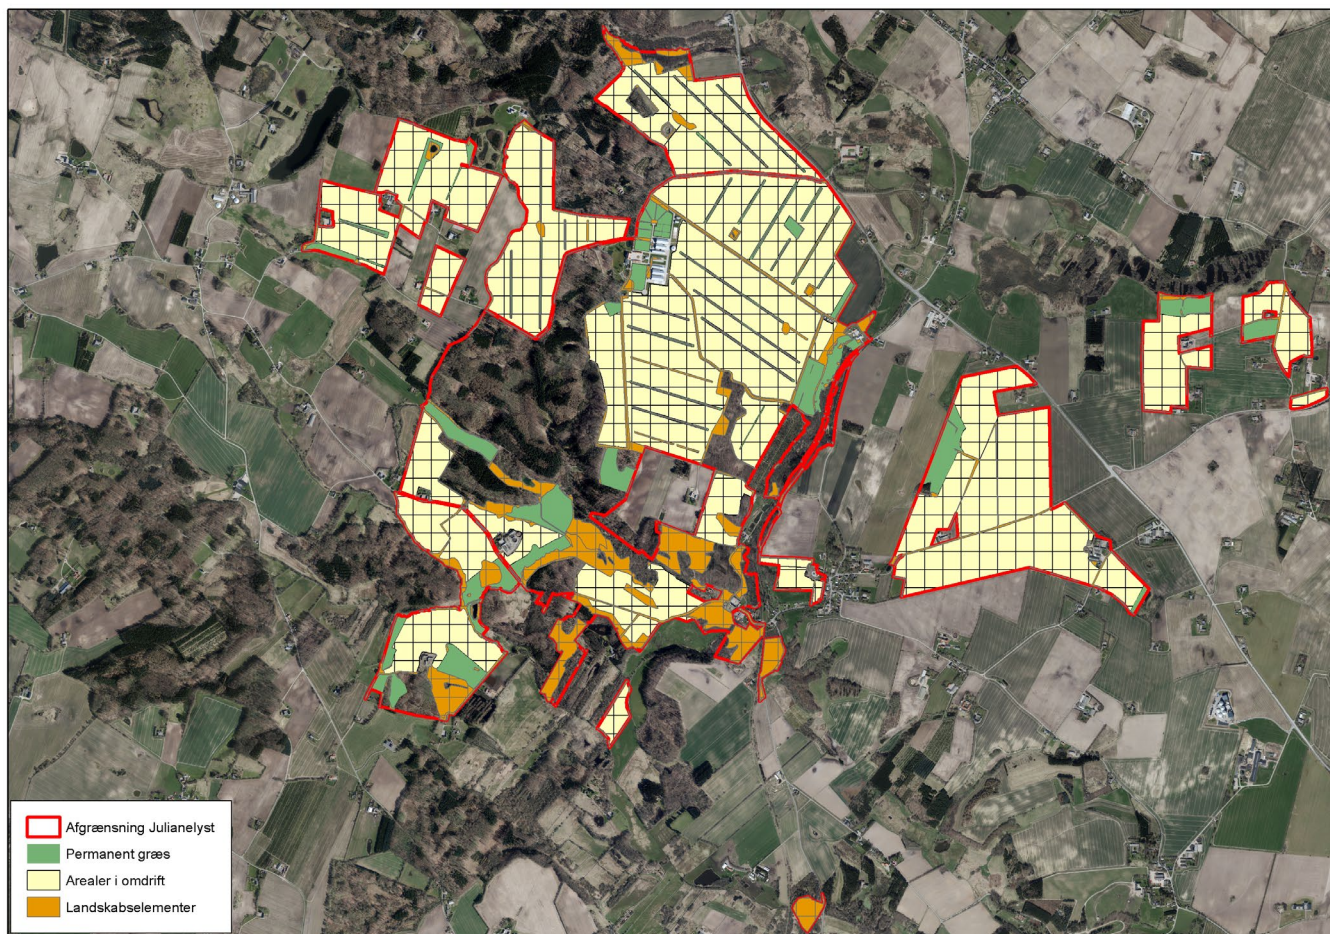 Afgrænsning Julianelyst
Permanent græs
Arealer i omdrift
Landskabselementer